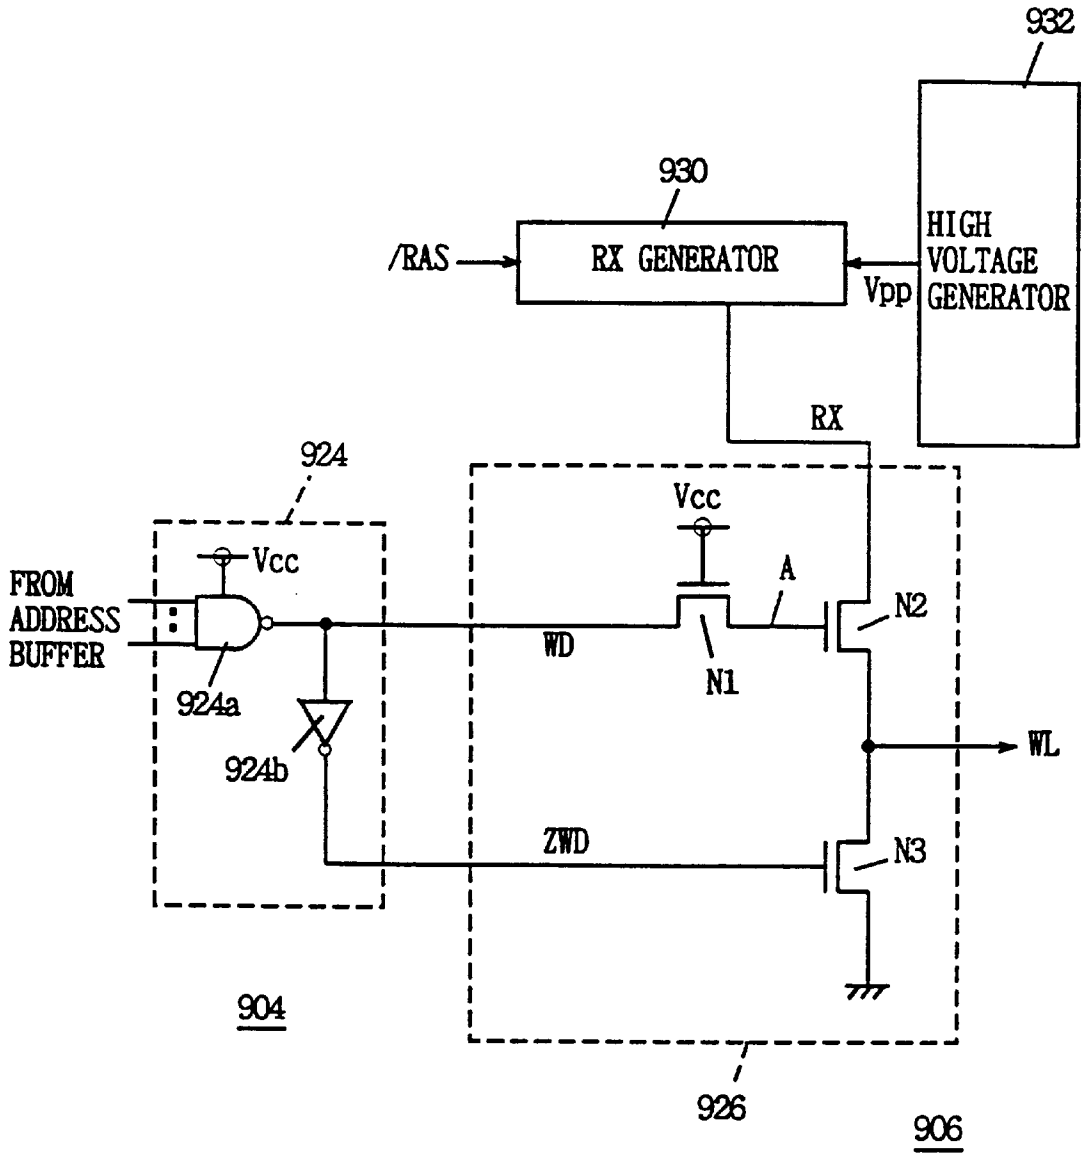 932
930
/RAS
RX GENERATOR
Vpp
HIGH
VOLTAGE
GENERATOR
RX
924
Vcc
Vcc
FROM
ADDRESS
BUFFER
A
N2
WD
N1
924a
924b
WL
ZWD
N3
904
926
906